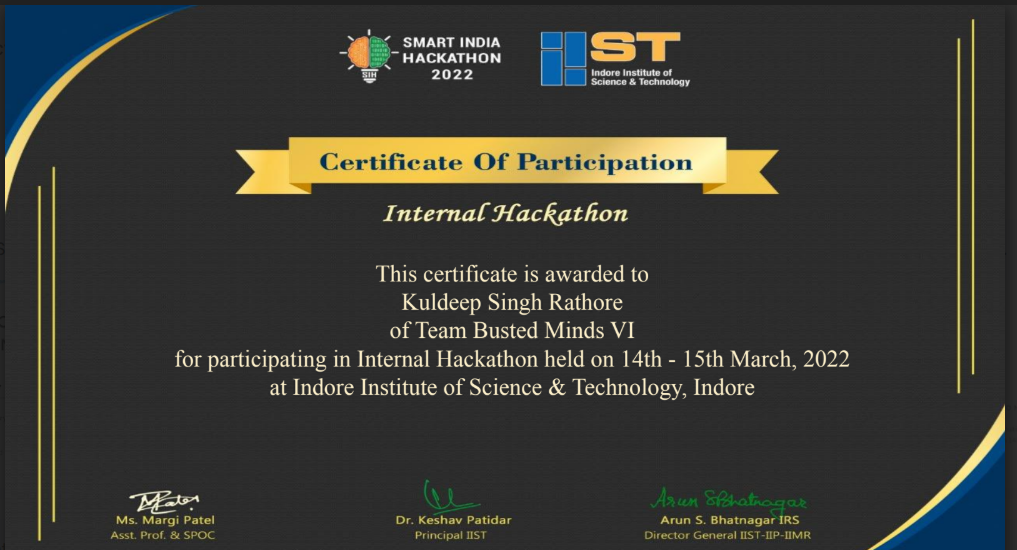 SMART INDIA
HACKATHON
2022
SIH
IIST
Indore Institute of
Science & Technology
Certificate Of Participation
Internal Hackathon
This certificate is awarded to
Kuldeep Singh Rathore
of Team Busted Minds VI
for participating in Internal Hackathon held on 14th - 15th March, 2022
at Indore Institute of Science & Technology, Indore
Arun SBhatnagar
Ms. Margi Patel
Asst. Prof. & SPOC
Dr. Keshav Patidar
Principal IIST
Arun S. Bhatnagar IRS
Director General IIST-IIP-IIMR